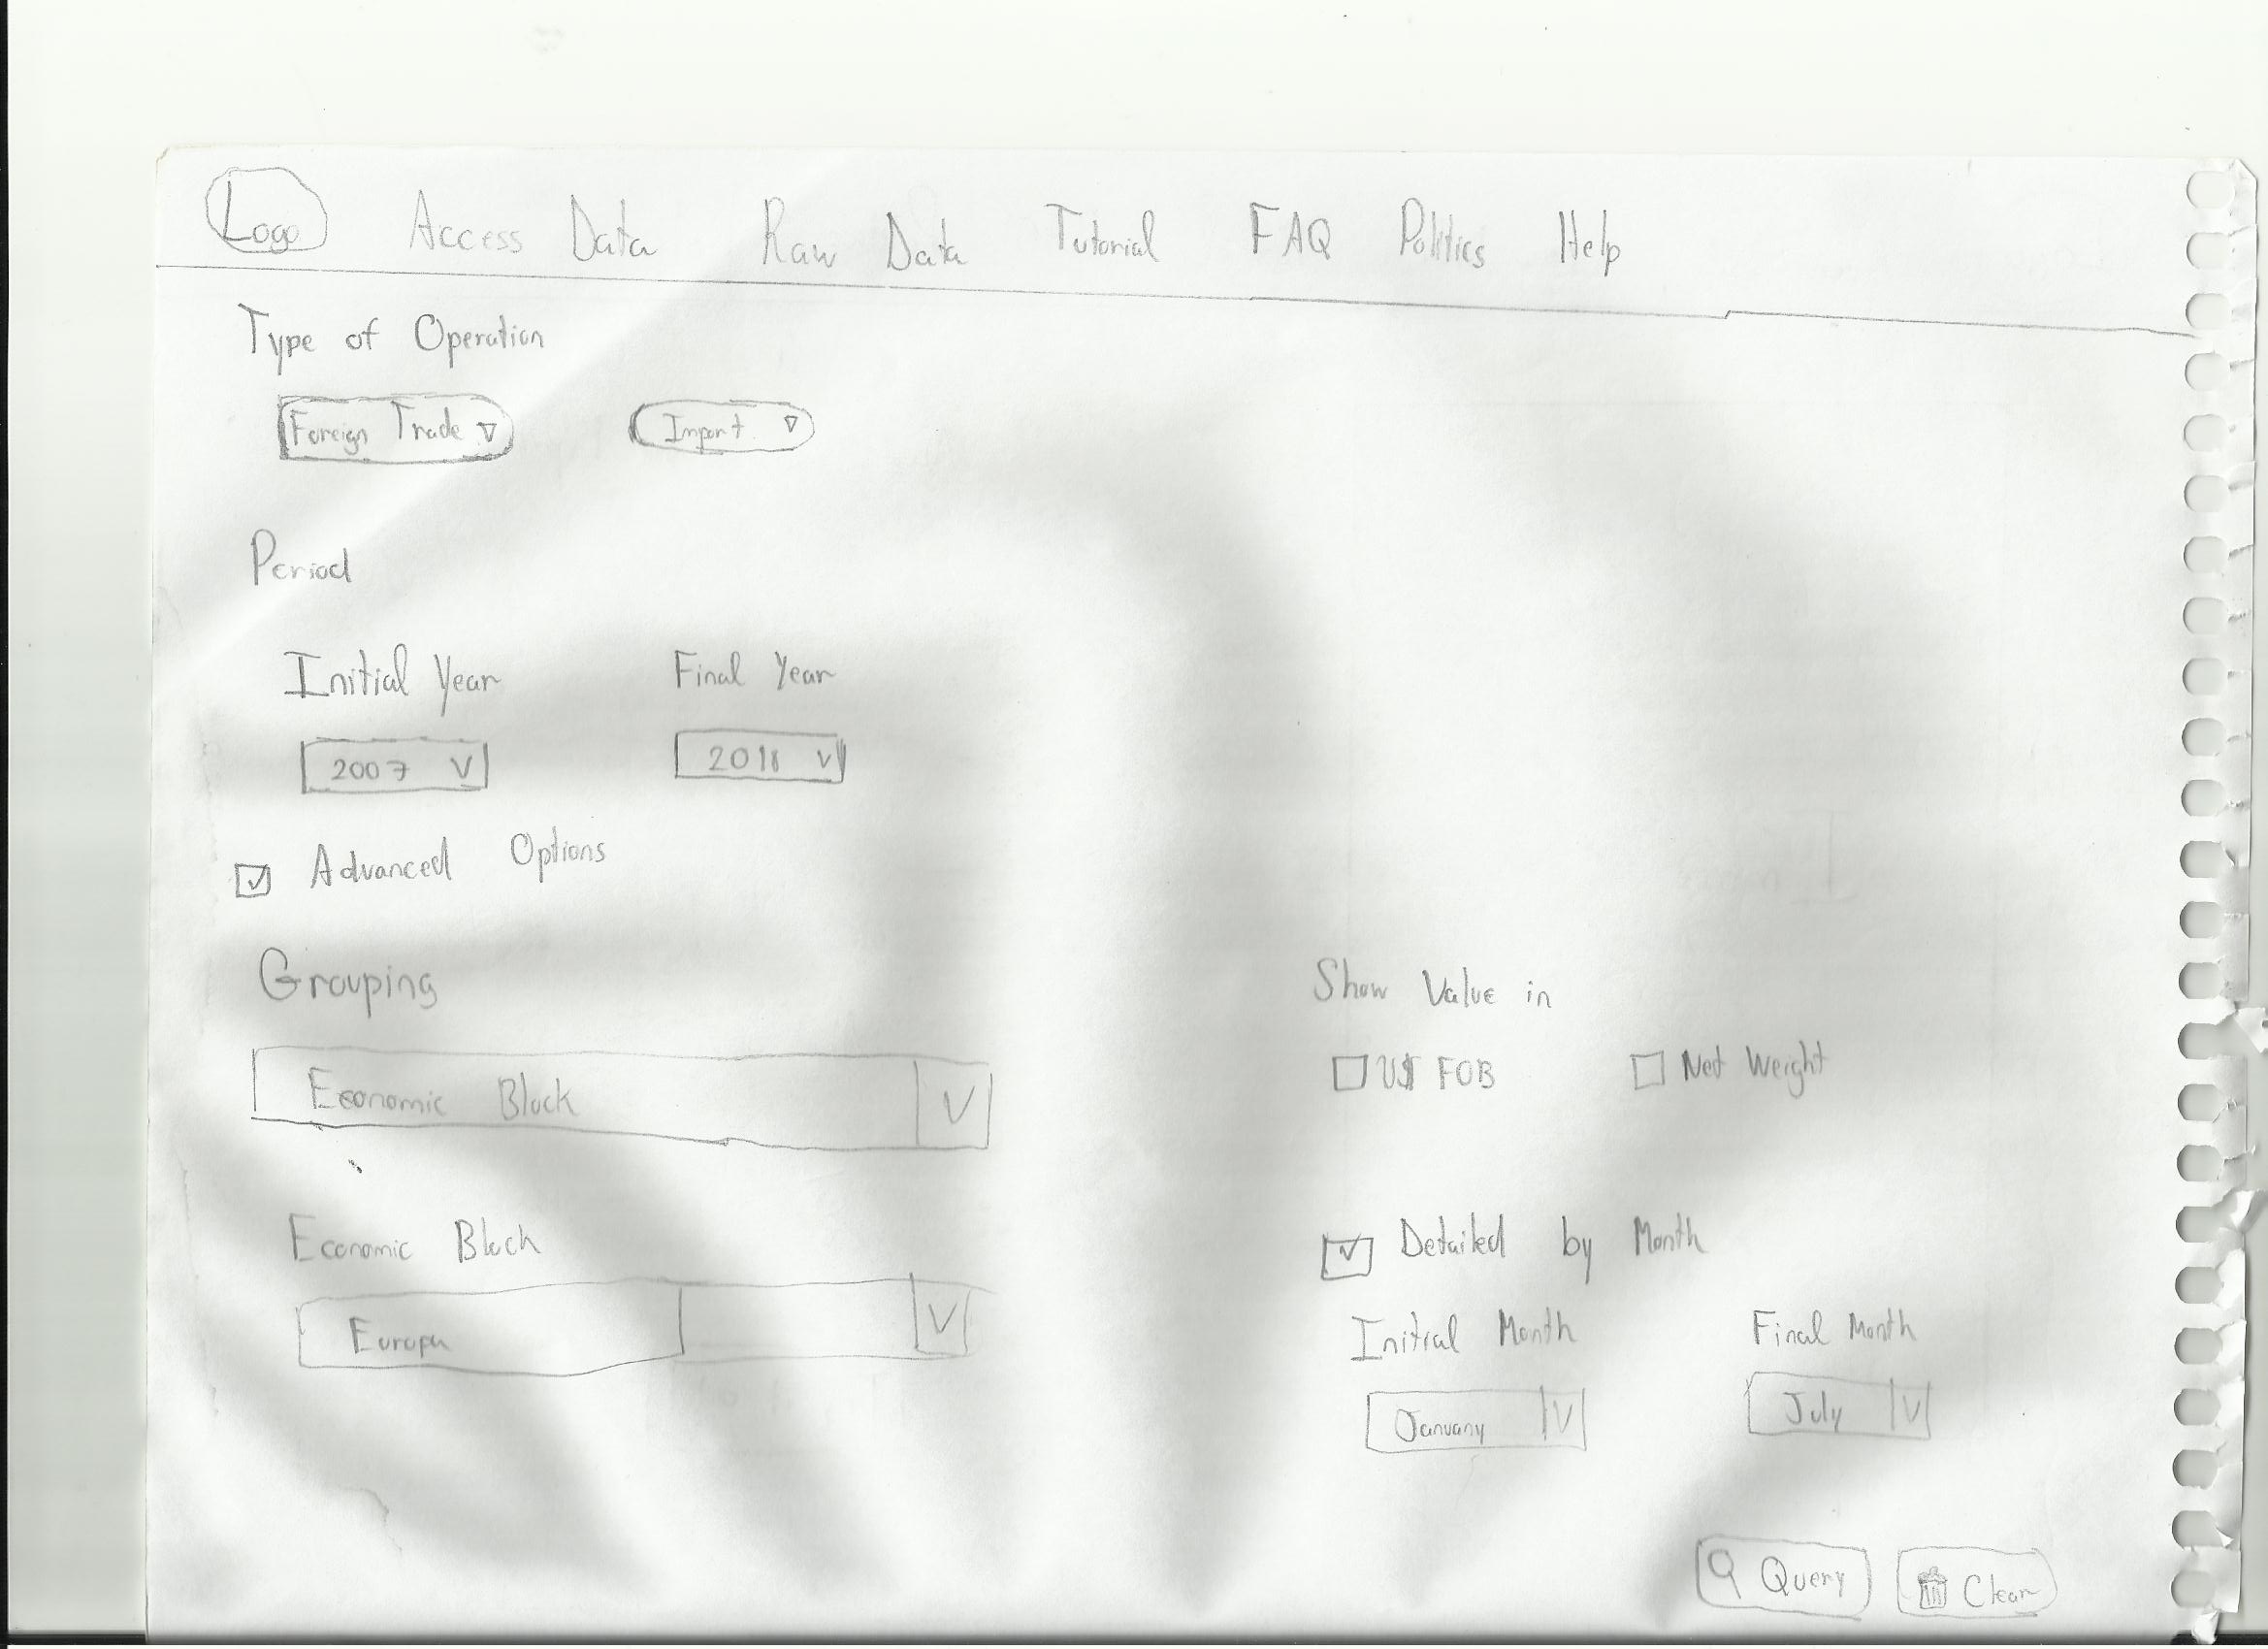 Logo Access Data Raw Data Tutorial FAQ Politics Help
Type of Operation
Foreign Trade Import
Period
Initial Year Final Year
2007 2018
Advanced Options
Grouping
Economic Block
Economic Block
Europa
Show Value in
U$ FOB Net Weight
Detailed by Month
Initial Month Final Month
January July
Query Clear